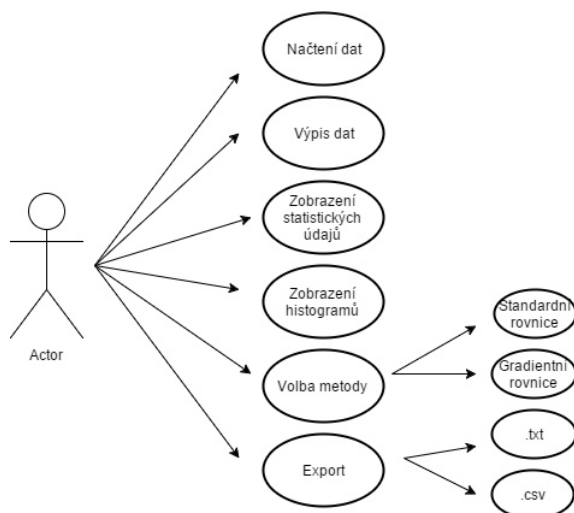 Načtení dat
Výpis dat
Zobrazení
statistických
údajů
Zobrazení
histogramů
Actor
Volba metody
Export
Standardní
rovnice
Gradientní
rovnice
.txt
.csv